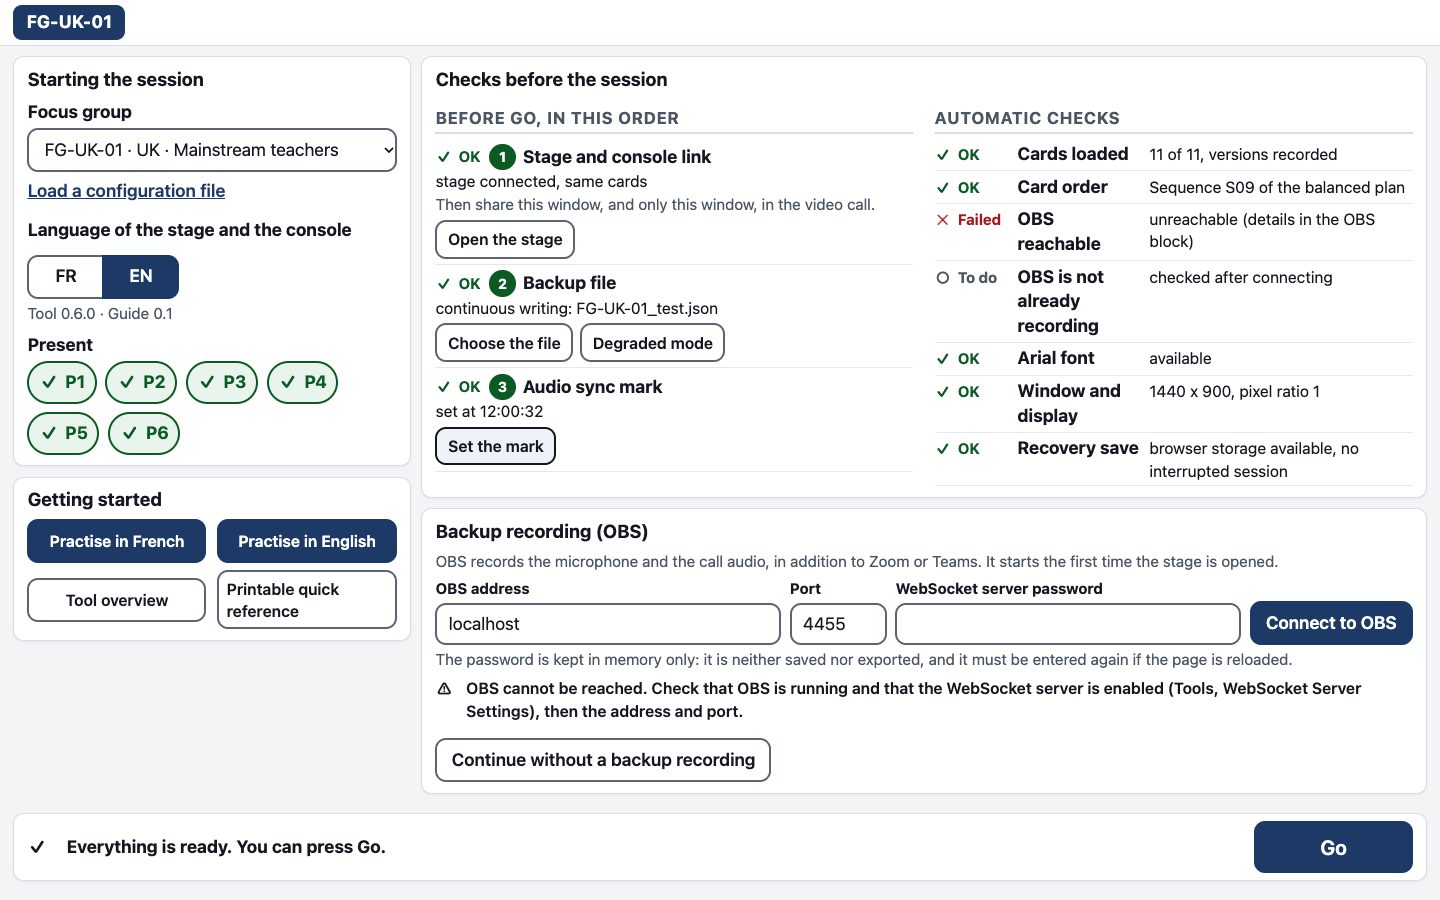 FG-UK-01
Starting the session
Focus group
FG-UK-01 · UK · Mainstream teachers
Load a configuration file
Language of the stage and the console
FR
EN
Tool 0.6.0 · Guide 0.1
Present
P1
P2
P3
P4
P5
P6
Getting started
Practise in French
Practise in English
Tool overview
Printable quick
reference
Checks before the session
BEFORE GO, IN THIS ORDER
OK 1 Stage and console link
stage connected, same cards
Then share this window, and only this window, in the video call.
Open the stage
OK 2 Backup file
continuous writing: FG-UK-01_test.json
Choose the file
Degraded mode
OK 3 Audio sync mark
set at 12:00:32
Set the mark
AUTOMATIC CHECKS
OK Cards loaded 11 of 11, versions recorded
OK Card order Sequence S09 of the balanced plan
Failed OBS unreachable (details in the OBS
reachable block)
To do OBS is not checked after connecting
already
recording
OK Arial font available
OK Window and 1440 x 900, pixel ratio 1
display
OK Recovery save browser storage available, no
interrupted session
Backup recording (OBS)
OBS records the microphone and the call audio, in addition to Zoom or Teams. It starts the first time the stage is opened.
OBS address Port WebSocket server password
localhost 4455 Connect to OBS
The password is kept in memory only: it is neither saved nor exported, and it must be entered again if the page is reloaded.
OBS cannot be reached. Check that OBS is running and that the WebSocket server is enabled (Tools, WebSocket Server
Settings), then the address and port.
Continue without a backup recording
Everything is ready. You can press Go.
Go